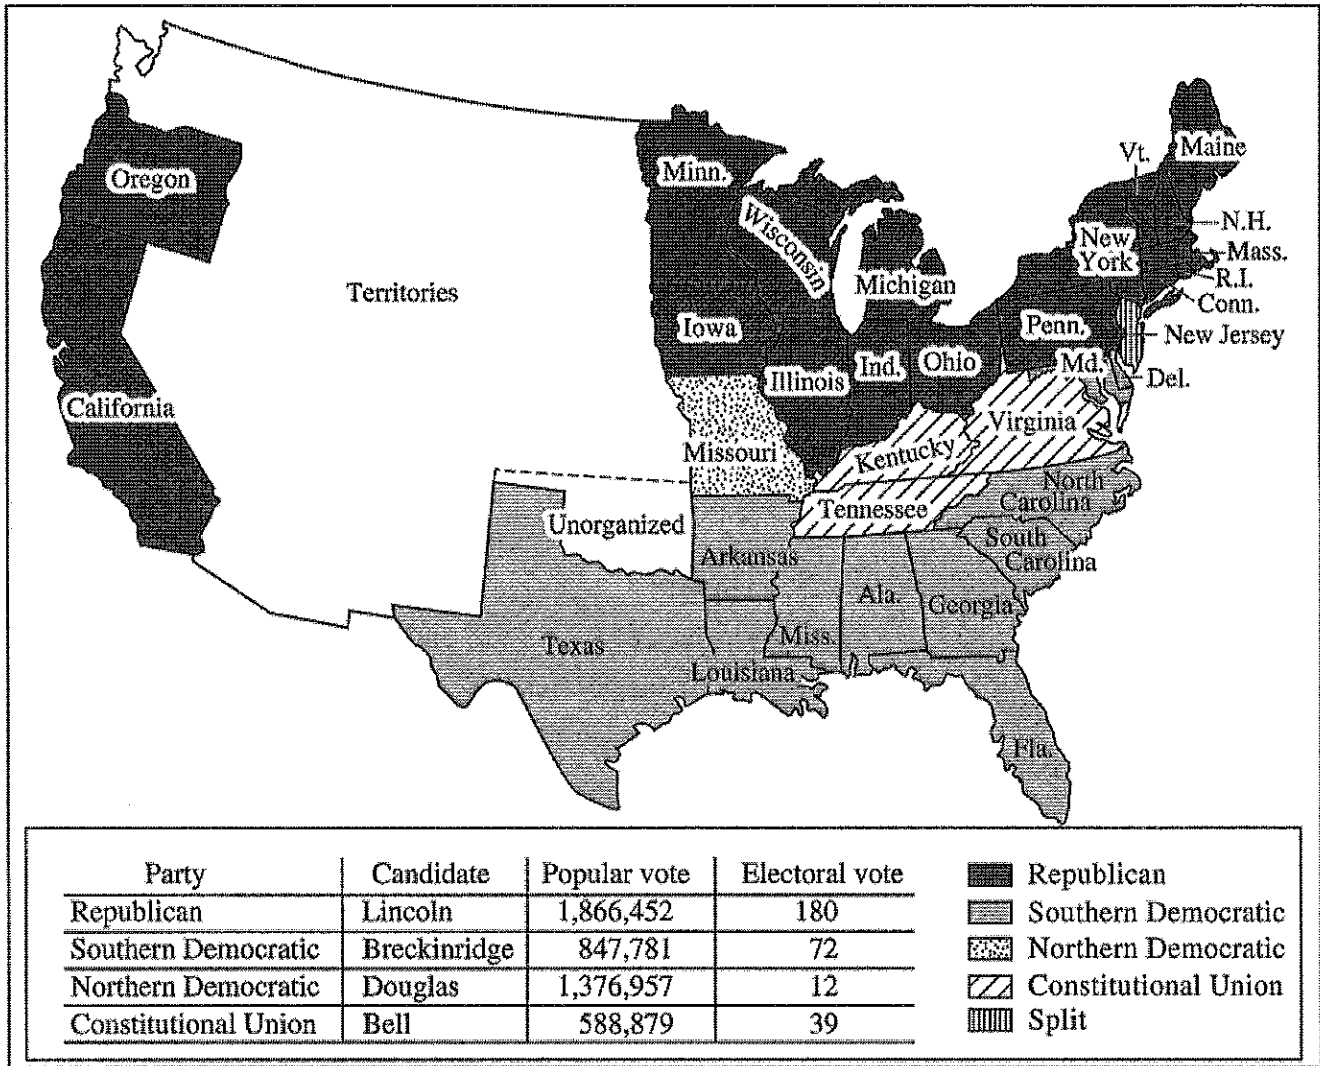 Oregon
Minn.
Vt.
Maine
Wisconsin
N.H.
New
York
Mass.
Territories
Michigan
R.I.
Conn.
Iowa
Penn.
New Jersey
Illinois
Ind.
Ohio
Md.
Del.
California
Virginia
Missouri
Kentucky
North
Carolina
Unorganized
Tennessee
South
Carolina
Arkansas
Ala.
Georgia
Texas
Miss.
Louisiana
Fla.
Party Candidate Popular vote Electoral vote
Republican Lincoln 1,866,452 180
Southern Democratic Breckinridge 847,781 72
Northern Democratic Douglas 1,376,957 12
Constitutional Union Bell 588,879 39
Republican
Southern Democratic
Northern Democratic
Constitutional Union
Split